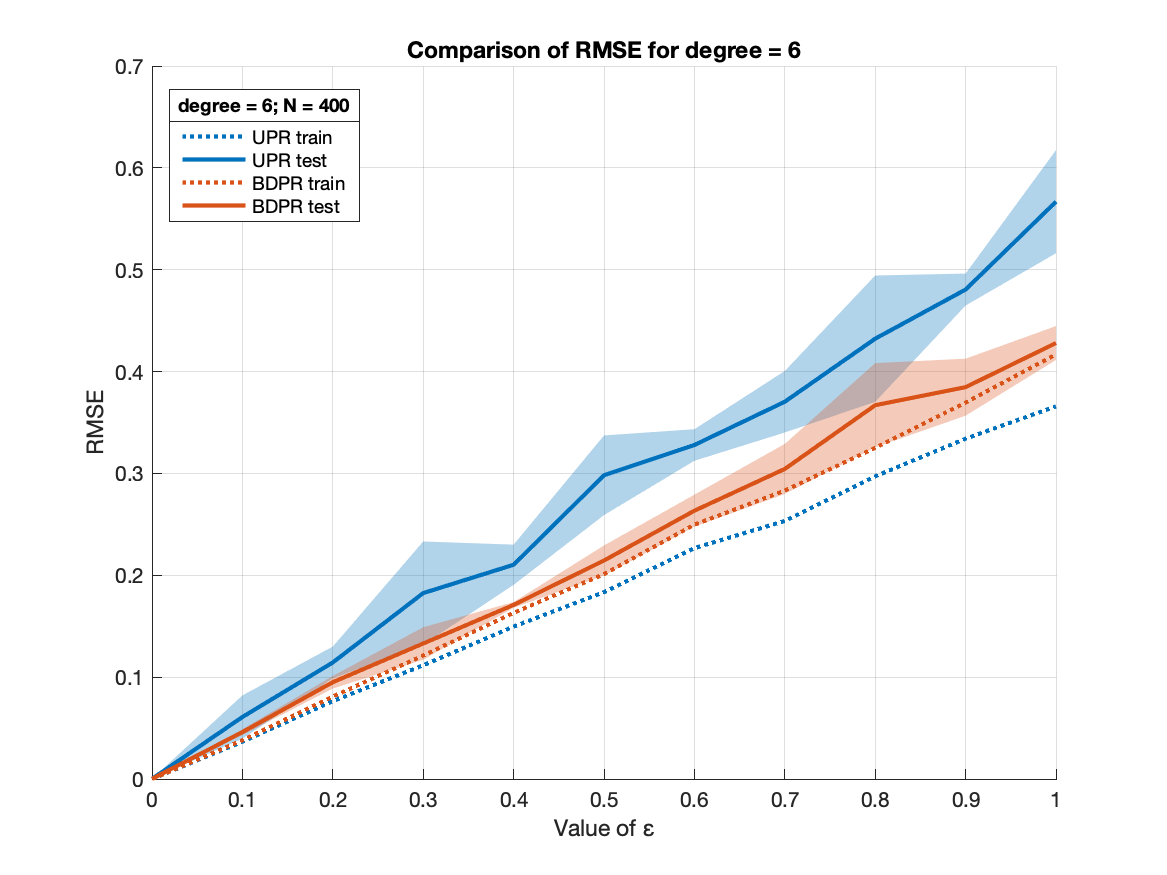 Comparison of RMSE for degree = 6
0.7
0.6
0.5
0.4
0.3
0.2
0.1
0
RMSE
degree = 6; N = 400
UPR train
UPR test
BDPR train
BDPR test
0 0.1 0.2 0.3 0.4 0.5 0.6 0.7 0.8 0.9 1
Value of ε